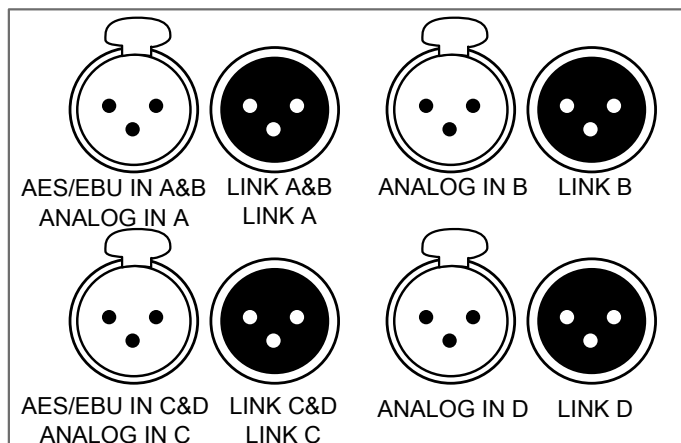 AES/EBU IN A&B
ANALOG IN A
LINK A&B
LINK A
ANALOG IN B
LINK B
AES/EBU IN C&D
ANALOG IN C
LINK C&D
LINK C
ANALOG IN D
LINK D